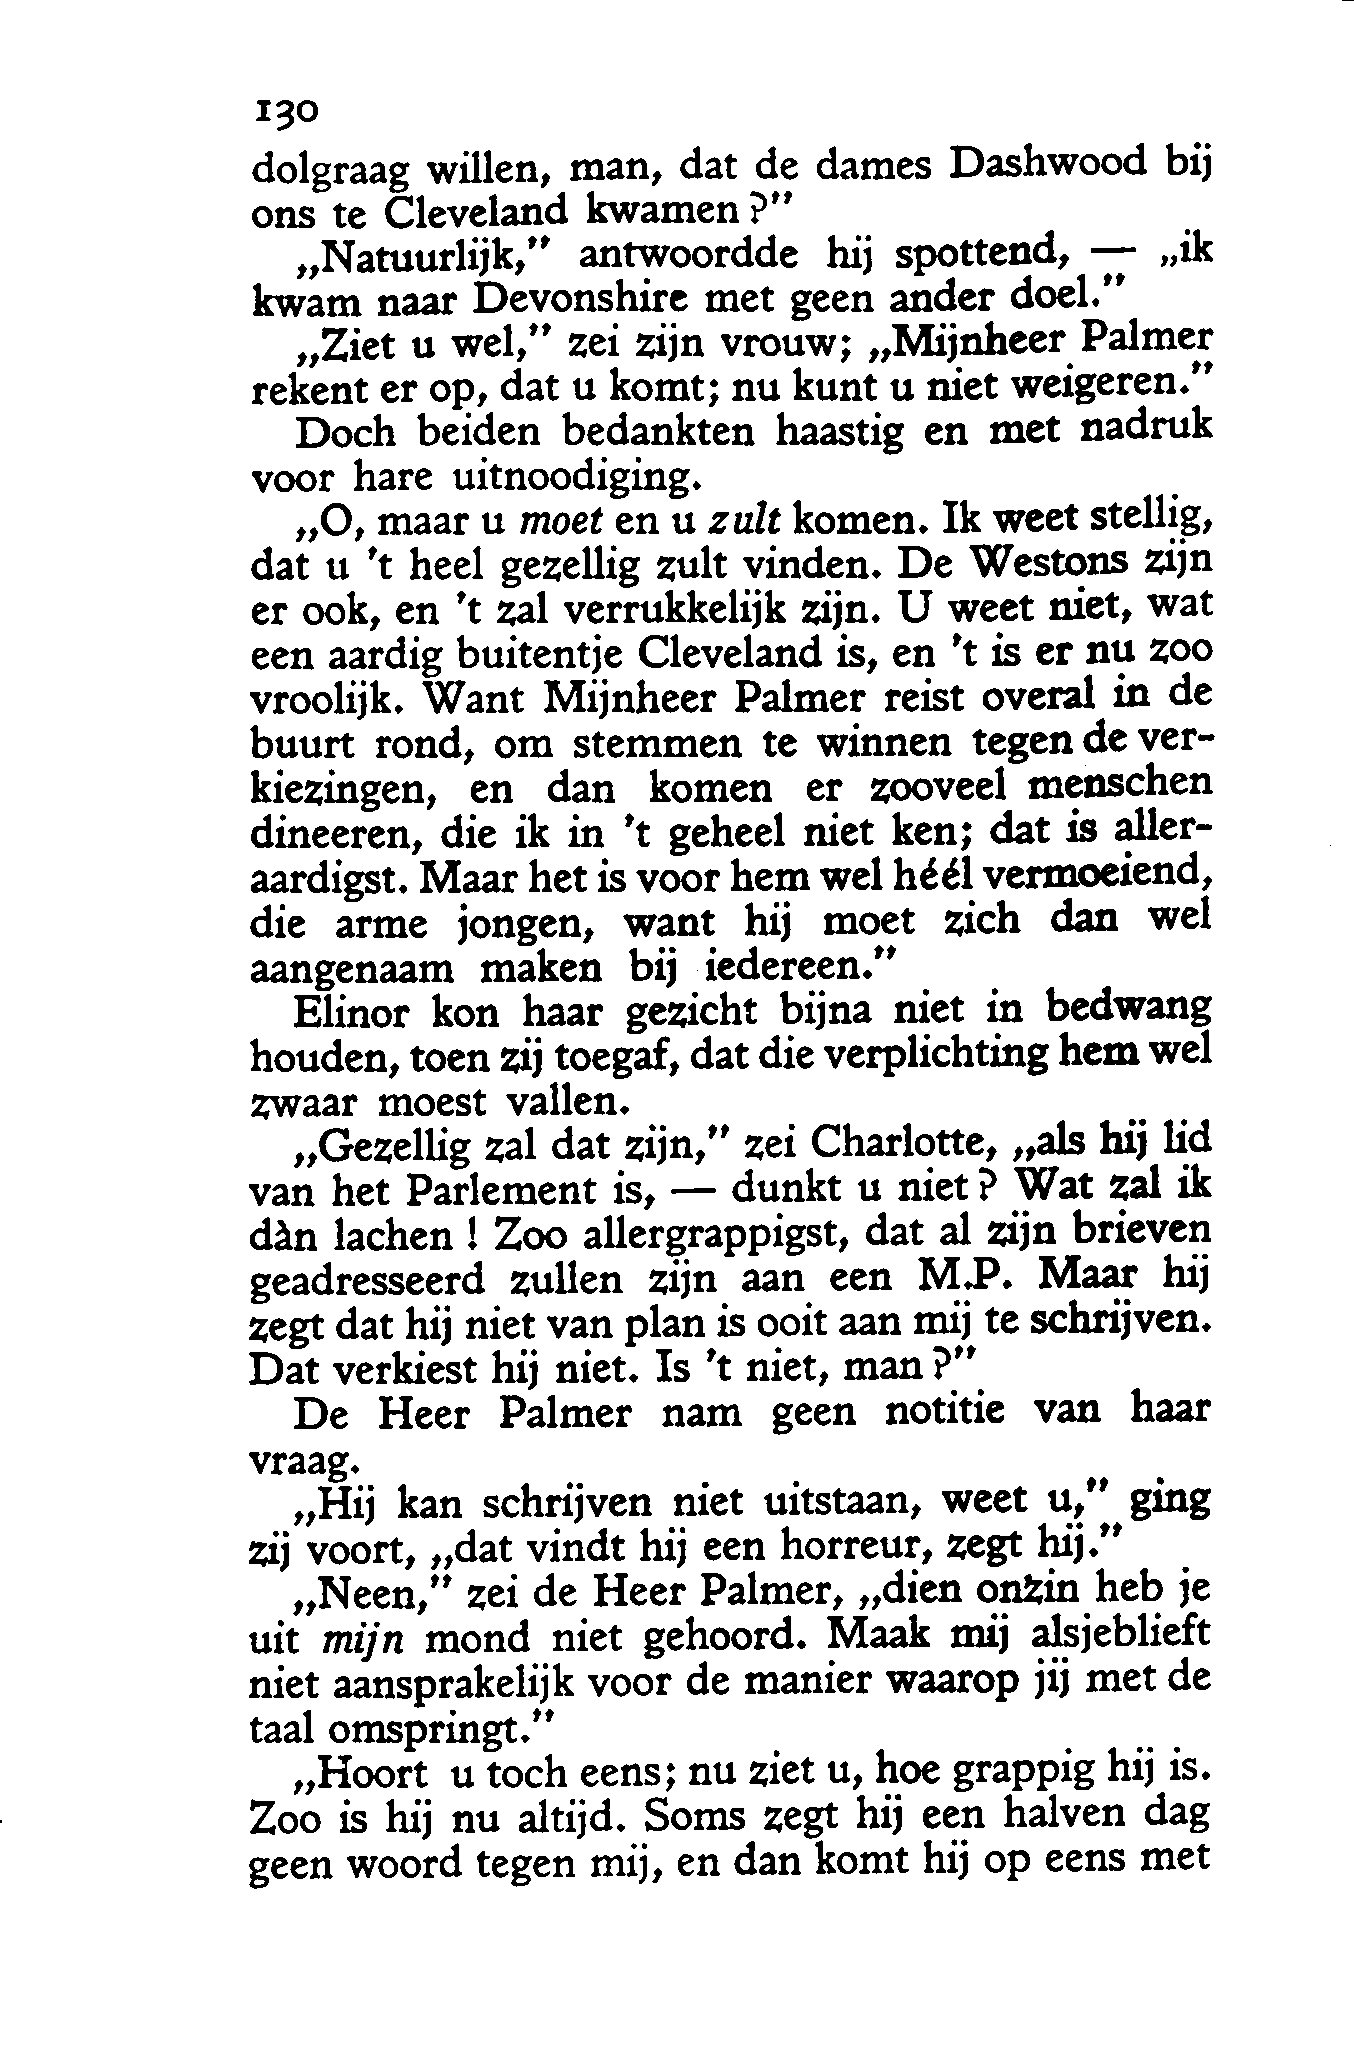 130
dolgraag willen, man, dat de dames Dashwood bij
ons te Cleveland kwamen?”
„Natuurlijk,” antwoordde hij spottend, — „ik
kwam naar Devonshire met geen ander doel.”
„Ziet u wel,” zei zijn vrouw; „Mijnheer Palmer
rekent er op, dat u komt; nu kunt u niet weigeren.”
Doch beiden bedankten haastig en met nadruk
voor hare uitnoodiging.
„O, maar u moet en u zult komen. Ik weet stellig,
dat u 't heel gezellig zult vinden. De Westons zijn
er ook, en 't zal verrukkelijk zijn. U weet niet, wat
een aardig buitentje Cleveland is, en 't is er nu zoo
vroolijk. Want Mijnheer Palmer reist overal in de
buurt rond, om stemmen te winnen tegen de ver-
kiezingen, en dan komen er zooveel menschen
dineeren, die ik in 't geheel niet ken; dat is aller-
aardigst. Maar het is voor hem wel héél vermoeiend,
die arme jongen, want hij moet zich dan wel
aangenaam maken bij iedereen.”
Elinor kon haar gezicht bijna niet in bedwang
houden, toen zij toegaf, dat die verplichting hem wel
zwaar moest vallen.
„Gezellig zal dat zijn,” zei Charlotte, „als hij lid
van het Parlement is, — dunkt u niet? Wat zal ik
dàn lachen! Zoo allergrappigst, dat al zijn brieven
geadresseerd zullen zijn aan een M.P. Maar hij
zegt dat hij niet van plan is ooit aan mij te schrijven.
Dat verkiest hij niet. Is 't niet, man?”
De Heer Palmer nam geen notitie van haar
vraag.
„Hij kan schrijven niet uitstaan, weet u,” ging
zij voort, „dat vindt hij een horreur, zegt hij.”
„Neen,” zei de Heer Palmer, „dien onzin heb je
uit mijn mond niet gehoord. Maak mij alsjeblieft
niet aansprakelijk voor de manier waarop jij met de
taal omspringt.”
„Hoort u toch eens; nu ziet u, hoe grappig hij is.
Zoo is hij nu altijd. Soms zegt hij een halven dag
geen woord tegen mij, en dan komt hij op eens met